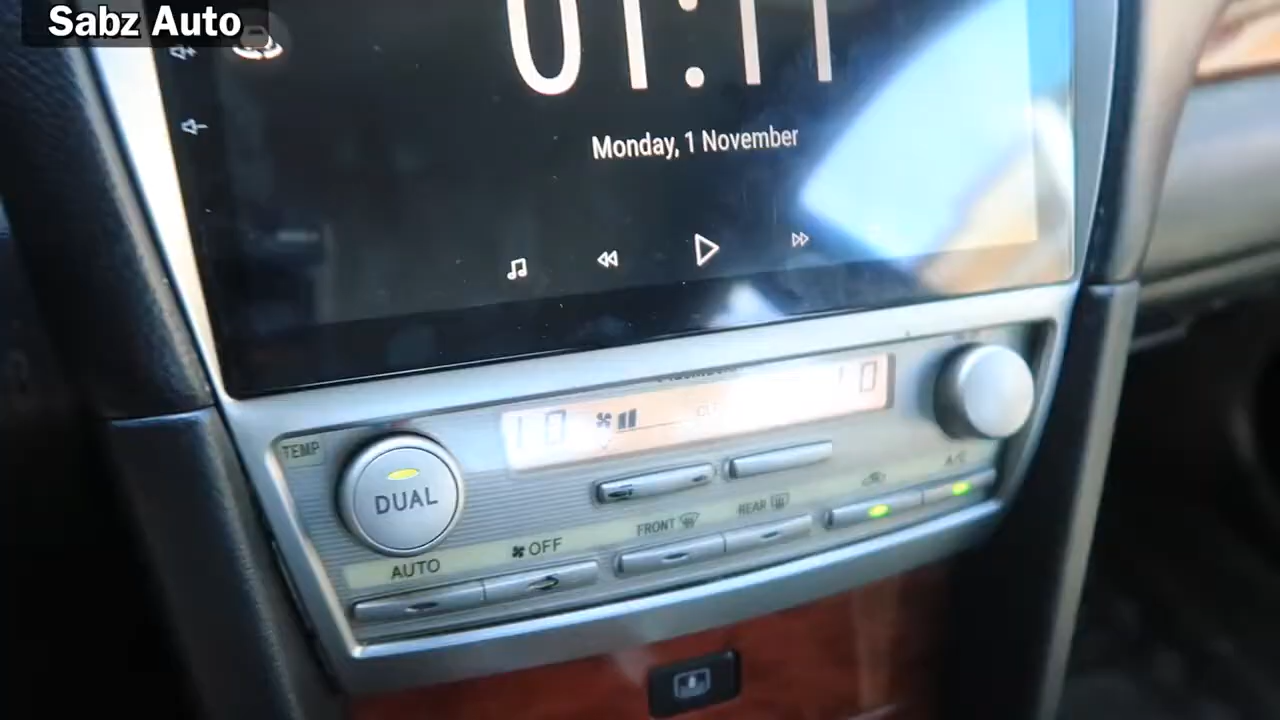 Sabz Auto
01:11
Monday, 1 November
TEMP
DUAL
AUTO
OFF
FRONT
REAR
A/C